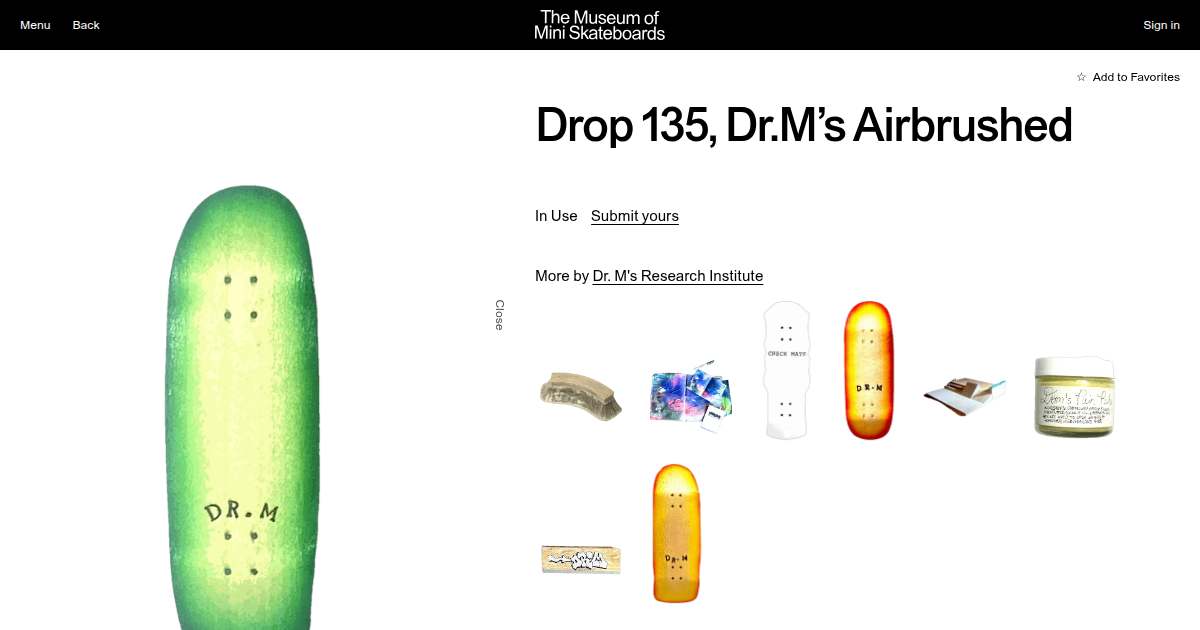 Menu
Back
The Museum of
Mini Skateboards
Sign in
☆ Add to Favorites
Drop 135, Dr.M’s Airbrushed
In Use Submit yours
More by Dr. M's Research Institute
Close
DR.M
CHECK MATE
DR.M
DR.M